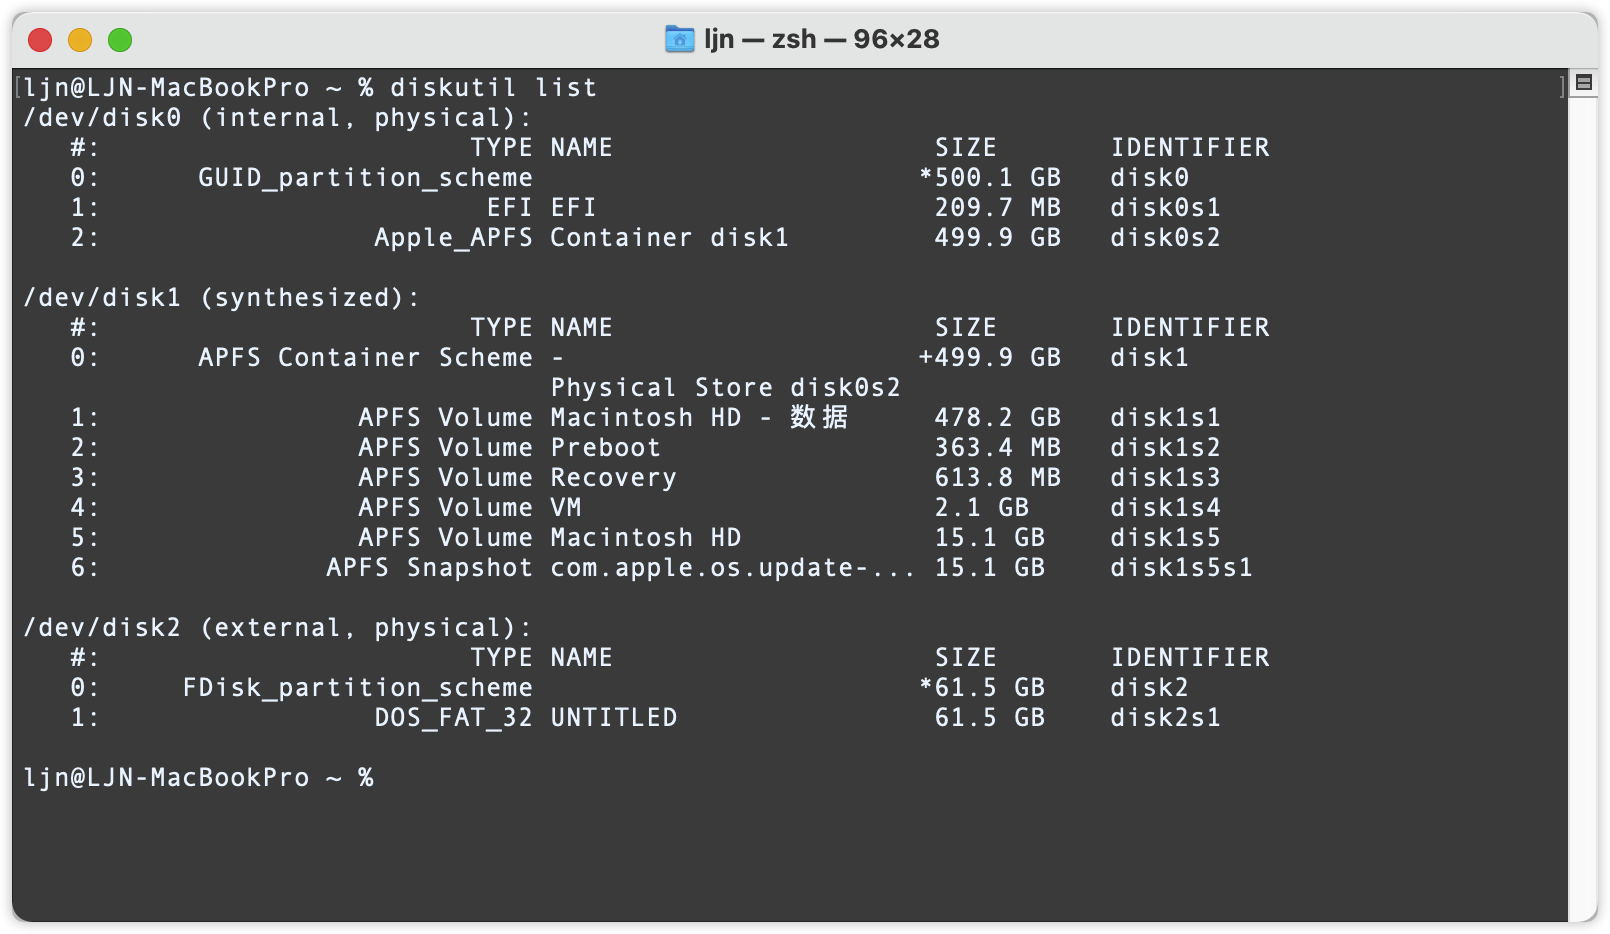 ljn — zsh — 96×28
[ljn@LJN-MacBookPro ~ % diskutil list ]
/dev/disk0 (internal, physical):
   #:                       TYPE NAME                    SIZE       IDENTIFIER
   0:      GUID_partition_scheme                        *500.1 GB   disk0
   1:                        EFI EFI                     209.7 MB   disk0s1
   2:                 Apple_APFS Container disk1         499.9 GB   disk0s2
/dev/disk1 (synthesized):
   #:                       TYPE NAME                    SIZE       IDENTIFIER
   0:      APFS Container Scheme -                      +499.9 GB   disk1
                                 Physical Store disk0s2
   1:                APFS Volume Macintosh HD - 数据     478.2 GB   disk1s1
   2:                APFS Volume Preboot                 363.4 MB   disk1s2
   3:                APFS Volume Recovery                613.8 MB   disk1s3
   4:                APFS Volume VM                      2.1 GB     disk1s4
   5:                APFS Volume Macintosh HD            15.1 GB    disk1s5
   6:              APFS Snapshot com.apple.os.update-... 15.1 GB    disk1s5s1
/dev/disk2 (external, physical):
   #:                       TYPE NAME                    SIZE       IDENTIFIER
   0:     FDisk_partition_scheme                        *61.5 GB    disk2
   1:                 DOS_FAT_32 UNTITLED                61.5 GB    disk2s1
ljn@LJN-MacBookPro ~ %